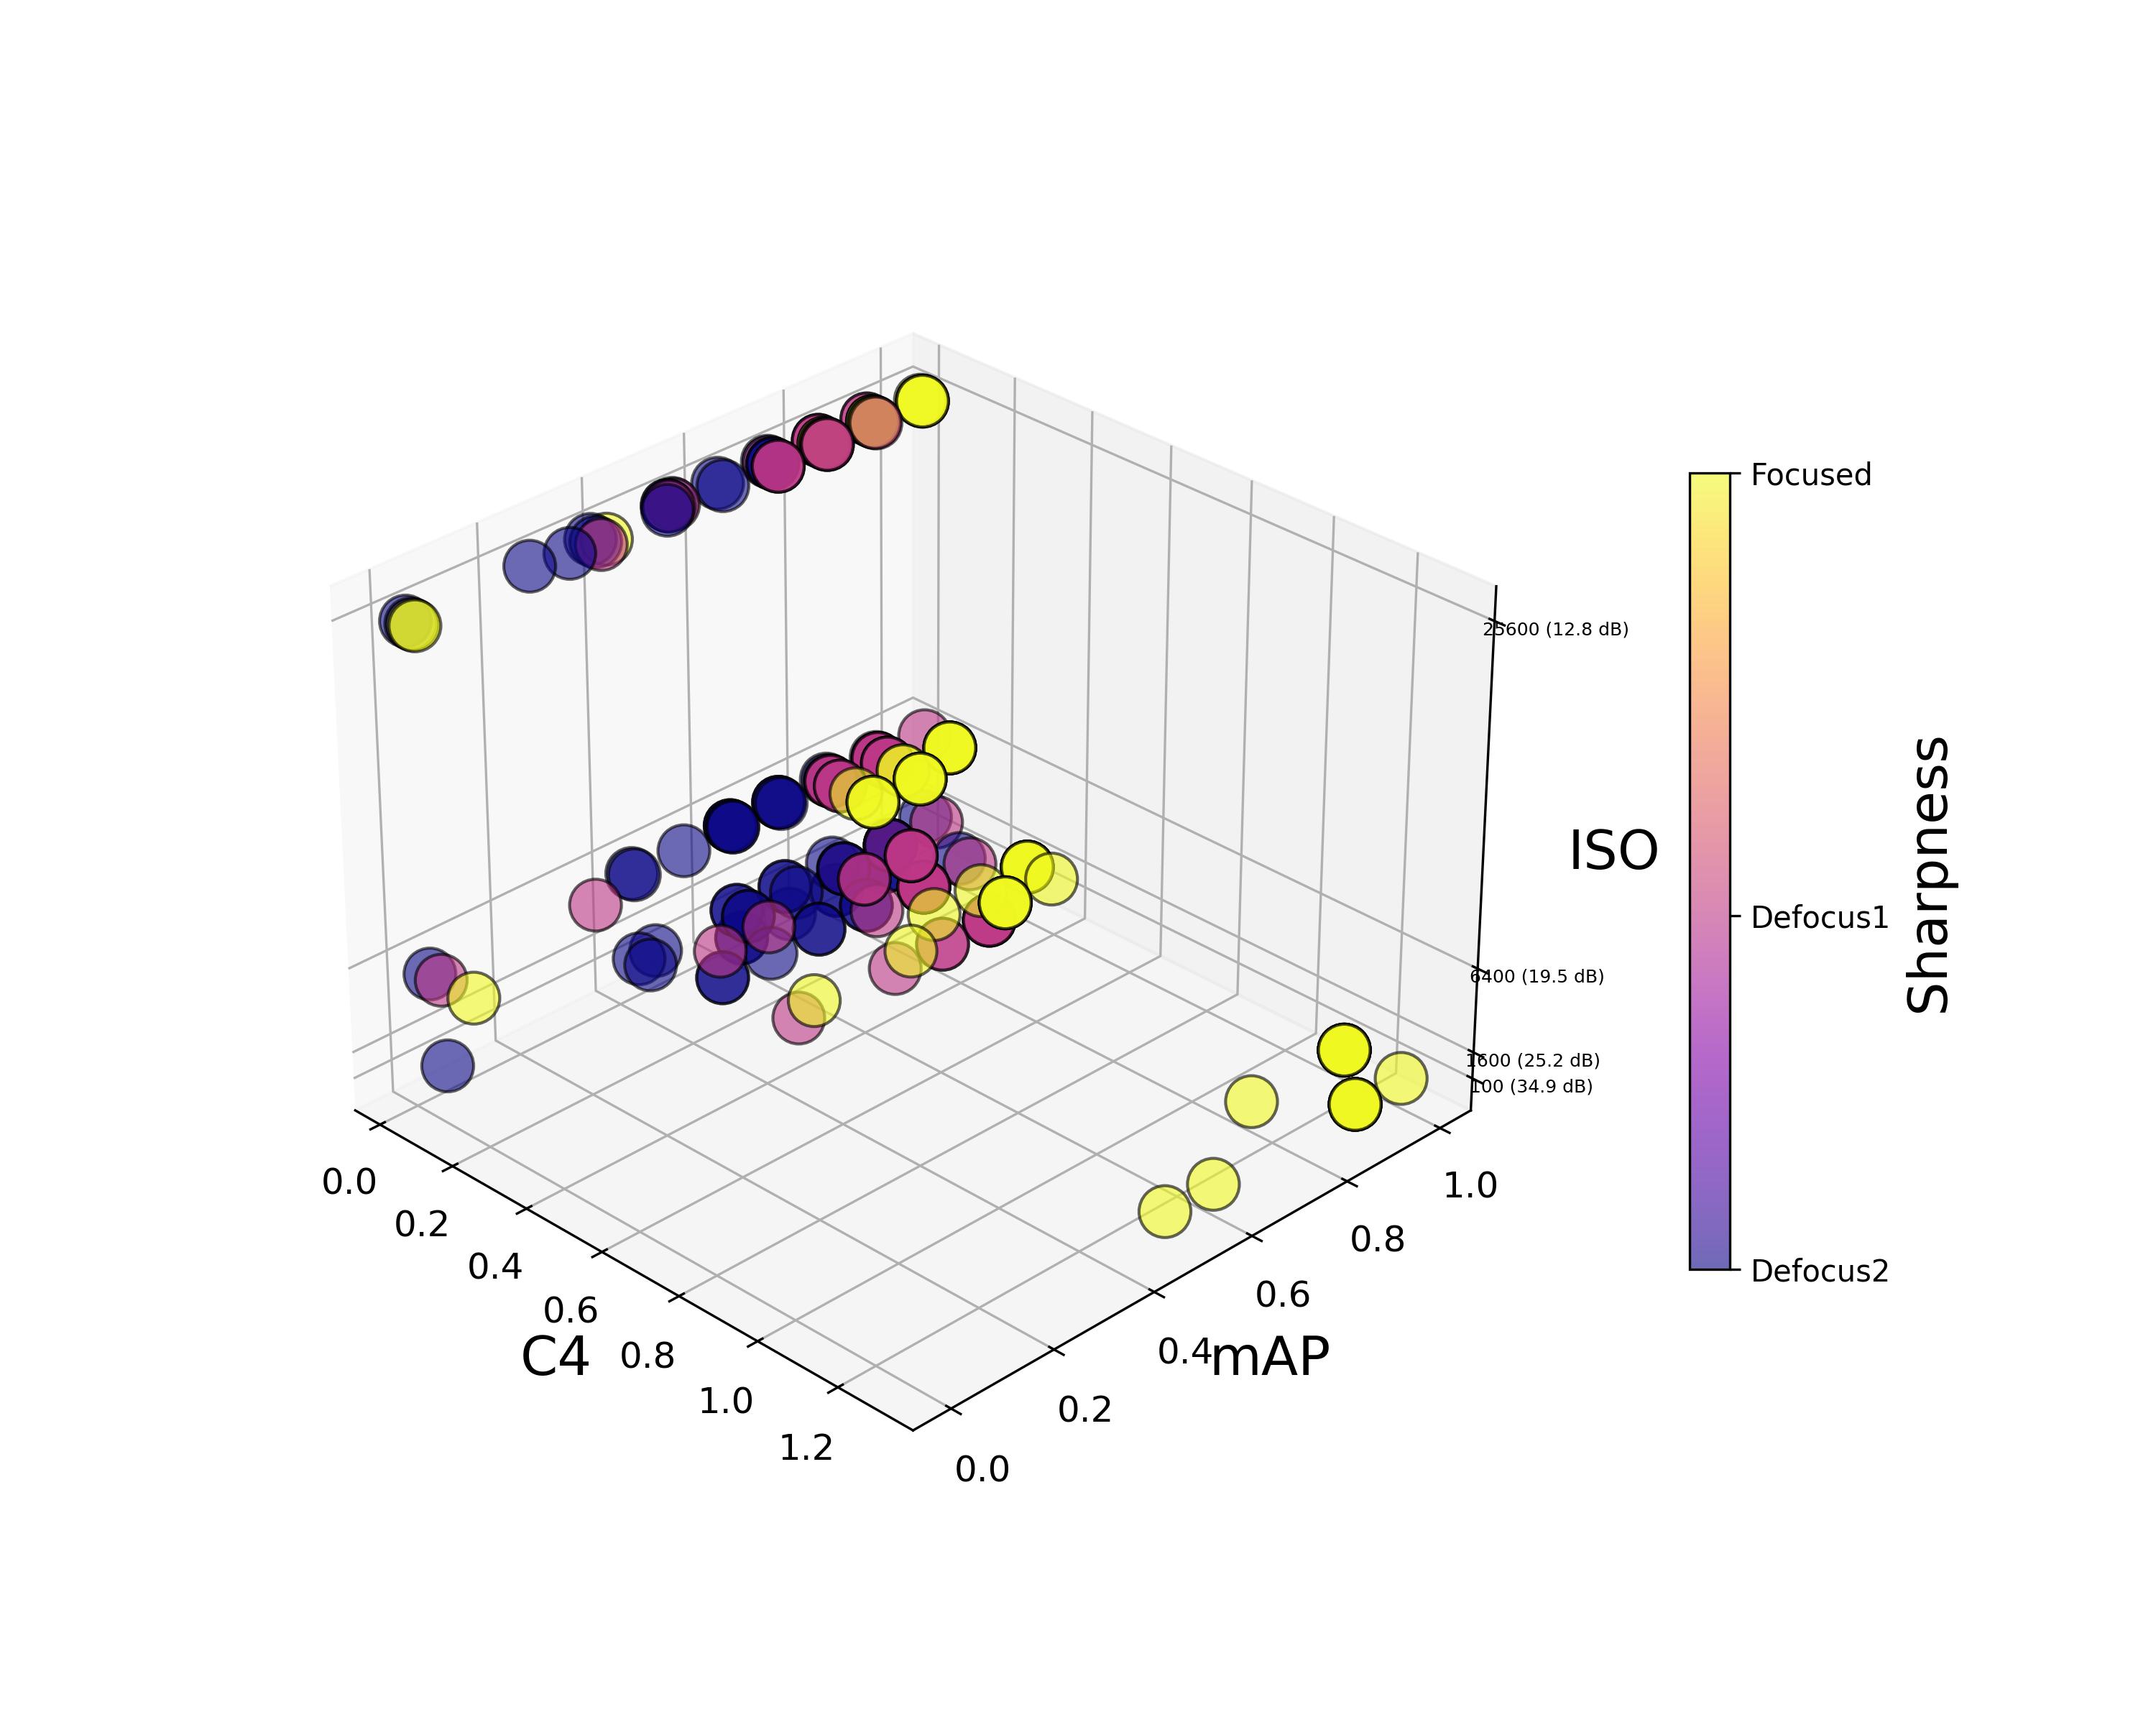 Focused
25600 (12.8 dB)
ISO
Defocus1
Sharpness
6400 (19.5 dB)
1600 (25.2 dB)
100 (34.9 dB)
Defocus2
0.0
0.2
0.4
0.6
0.8
1.0
1.2
C4
0.0
0.2
0.4
0.6
0.8
1.0
mAP